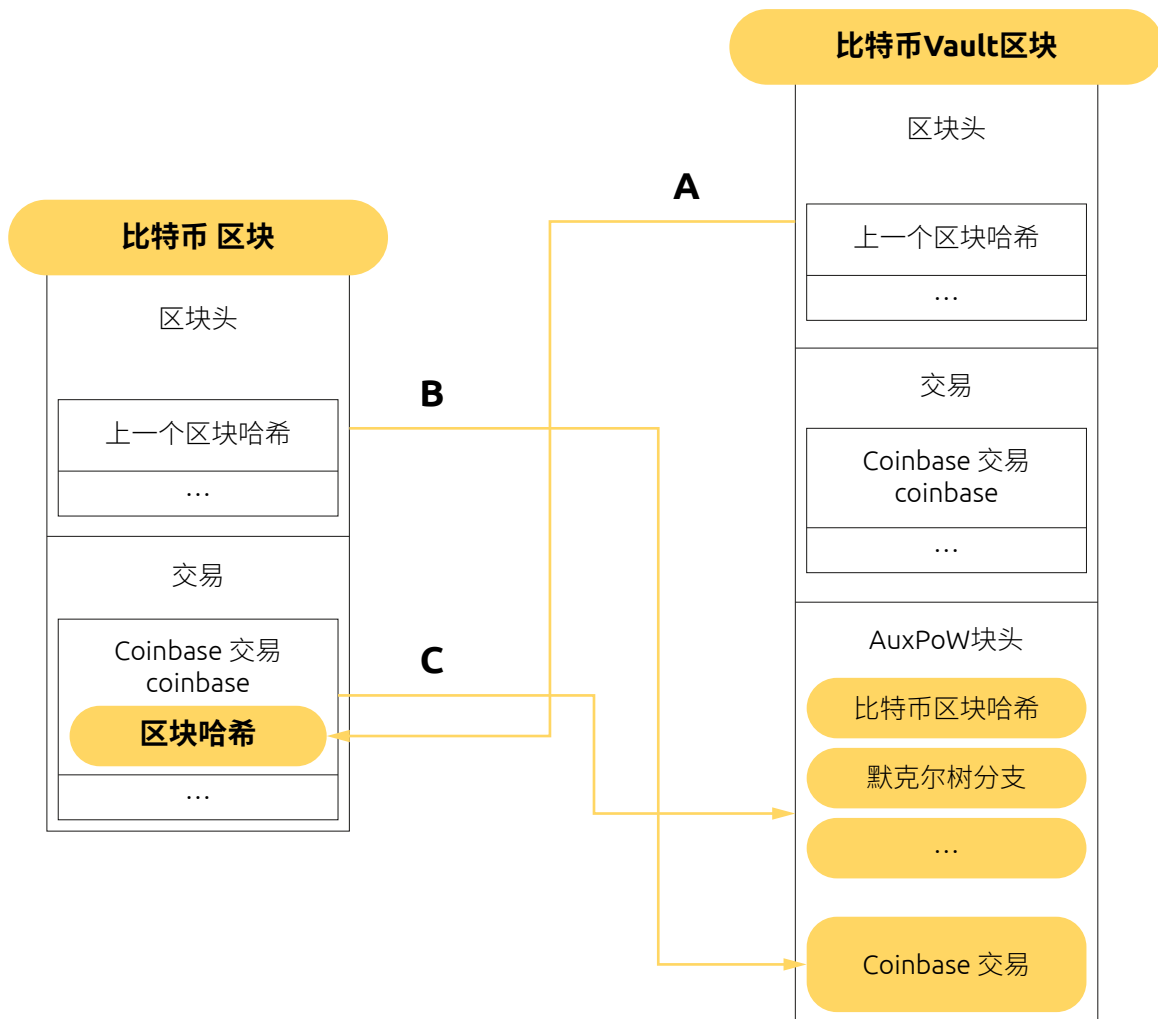 比特币Vault区块
区块头
A
上一个区块哈希
…
比特币 区块
区块头
B
交易
上一个区块哈希
Coinbase 交易
coinbase
…
…
交易
Coinbase 交易
coinbase
C
AuxPoW块头
区块哈希
比特币区块哈希
默克尔树分支
…
…
Coinbase 交易